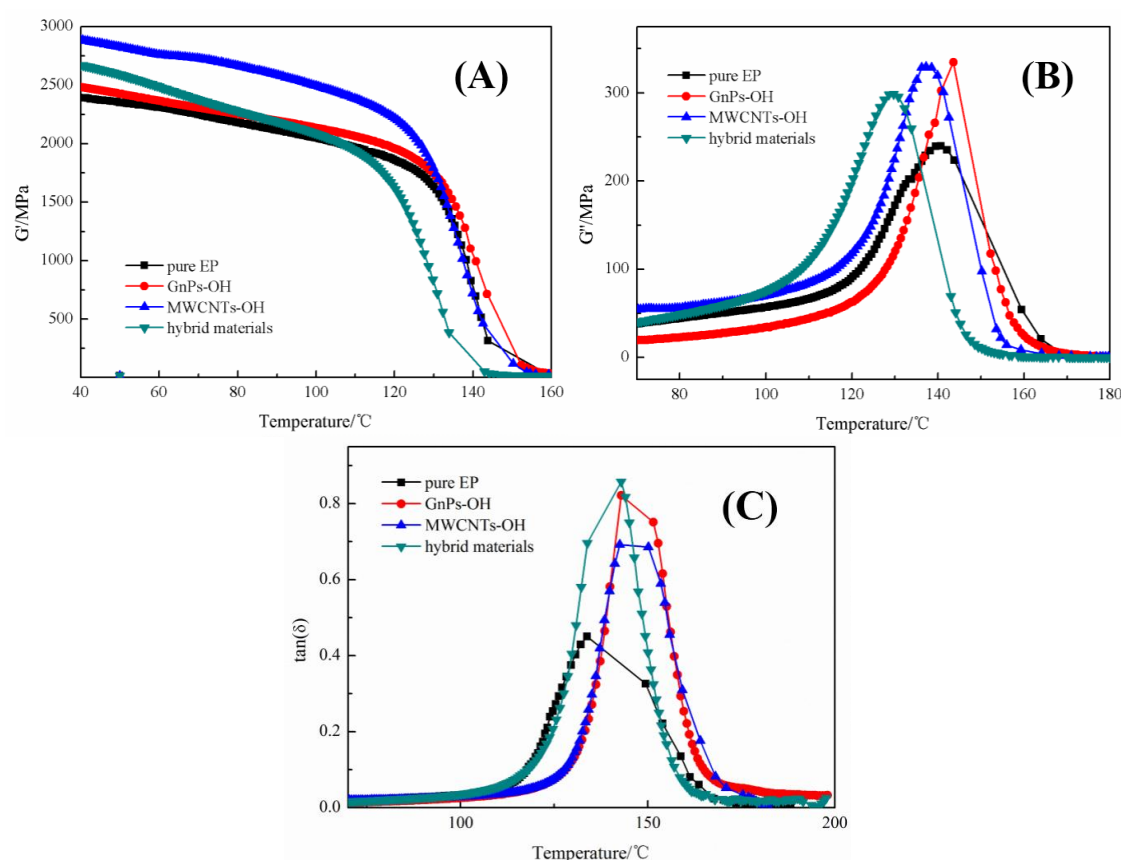 (A)
G'/MPa
3000
2500
2000
1500
1000
500
pure EP
GnPs-OH
MWCNTs-OH
hybrid materials
40 60 80 100 120 140 160
Temperature/℃
(B)
G''/MPa
300
200
100
0
pure EP
GnPs-OH
MWCNTs-OH
hybrid materials
80 100 120 140 160 180
Temperature/℃
(C)
tan(δ)
0.8
0.6
0.4
0.2
0.0
pure EP
GnPs-OH
MWCNTs-OH
hybrid materials
100 150 200
Temperature/℃